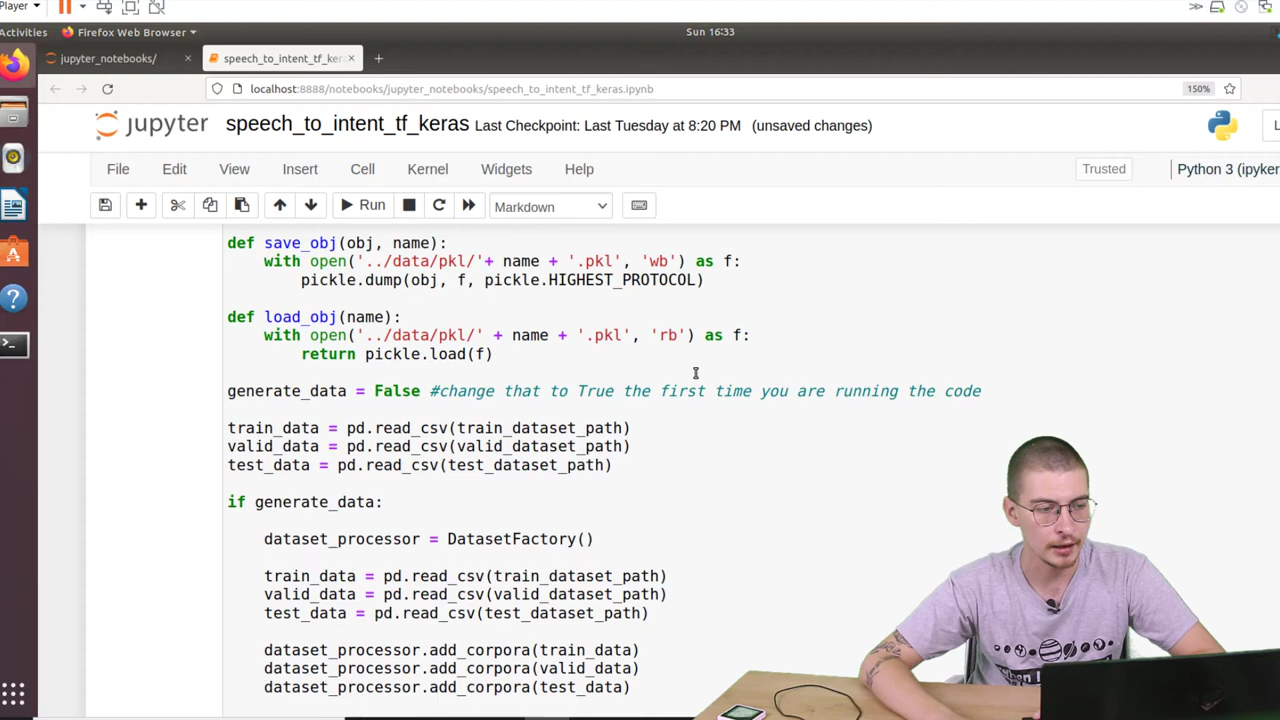 Player
Activities
Firefox Web Browser
Sun 16:33
jupyter_notebooks/
speech_to_intent_tf_kera
localhost:8888/notebooks/jupyter_notebooks/speech_to_intent_tf_keras.ipynb
150%
jupyter
speech_to_intent_tf_keras
Last Checkpoint: Last Tuesday at 8:20 PM
(unsaved changes)
File Edit View Insert Cell Kernel Widgets Help
Trusted
Python 3 (ipyker
Run
Markdown
def save_obj(obj, name):
with open('../data/pkl/'+ name + '.pkl', 'wb') as f:
pickle.dump(obj, f, pickle.HIGHEST_PROTOCOL)
def load_obj(name):
with open('../data/pkl/' + name + '.pkl', 'rb') as f:
return pickle.load(f)
generate_data = False #change that to True the first time you are running the code
train_data = pd.read_csv(train_dataset_path)
valid_data = pd.read_csv(valid_dataset_path)
test_data = pd.read_csv(test_dataset_path)
if generate_data:
dataset_processor = DatasetFactory()
train_data = pd.read_csv(train_dataset_path)
valid_data = pd.read_csv(valid_dataset_path)
test_data = pd.read_csv(test_dataset_path)
dataset_processor.add_corpora(train_data)
dataset_processor.add_corpora(valid_data)
dataset_processor.add_corpora(test_data)